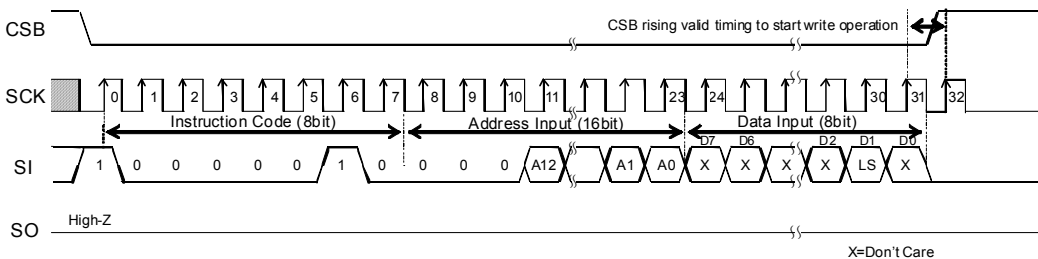 CSB
CSB rising valid timing to start write operation
SCK 0 1 2 3 4 5 6 7 8 9 10 11 23 24 30 31 32
Instruction Code (8bit) Address Input (16bit) Data Input (8bit)
D7 D6 D2 D1 D0
SI 1 0 0 0 0 0 1 0 0 0 0 A12 A1 A0 X X X X LS X
High-Z
SO
X=Don't Care